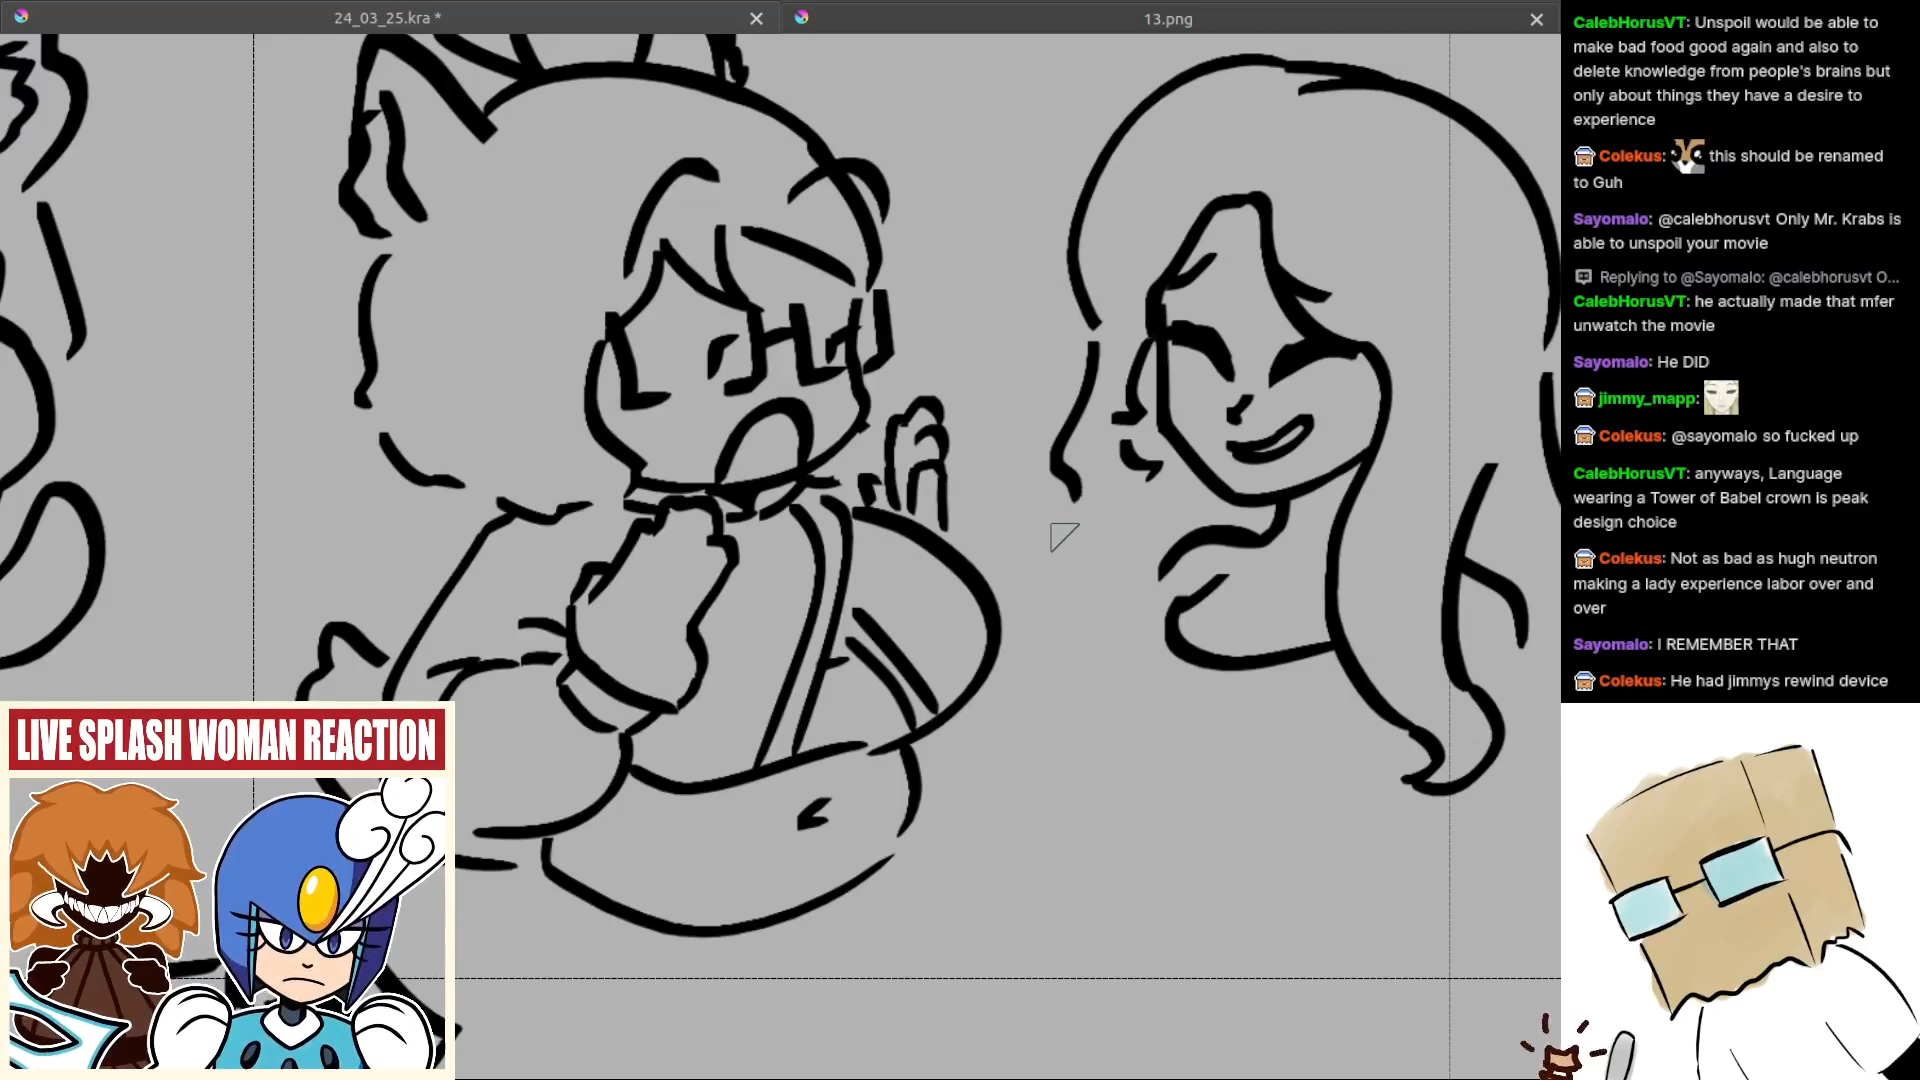 24_03_25.kra *
13.png
CalebHorusVT: Unspoil would be able to
make bad food good again and also to
delete knowledge from people's brains but
only about things they have a desire to
experience
Colekus: this should be renamed
to Guh
Sayomalo: @calebhorusvt Only Mr. Krabs is
able to unspoil your movie
Replying to @Sayomalo: @calebhorusvt O...
CalebHorusVT: he actually made that mfer
unwatch the movie
Sayomalo: He DID
jimmy_mapp:
Colekus: @sayomalo so fucked up
CalebHorusVT: anyways, Language
wearing a Tower of Babel crown is peak
design choice
Colekus: Not as bad as hugh neutron
making a lady experience labor over and
over
Sayomalo: I REMEMBER THAT
Colekus: He had jimmys rewind device
LIVE SPLASH WOMAN REACTION